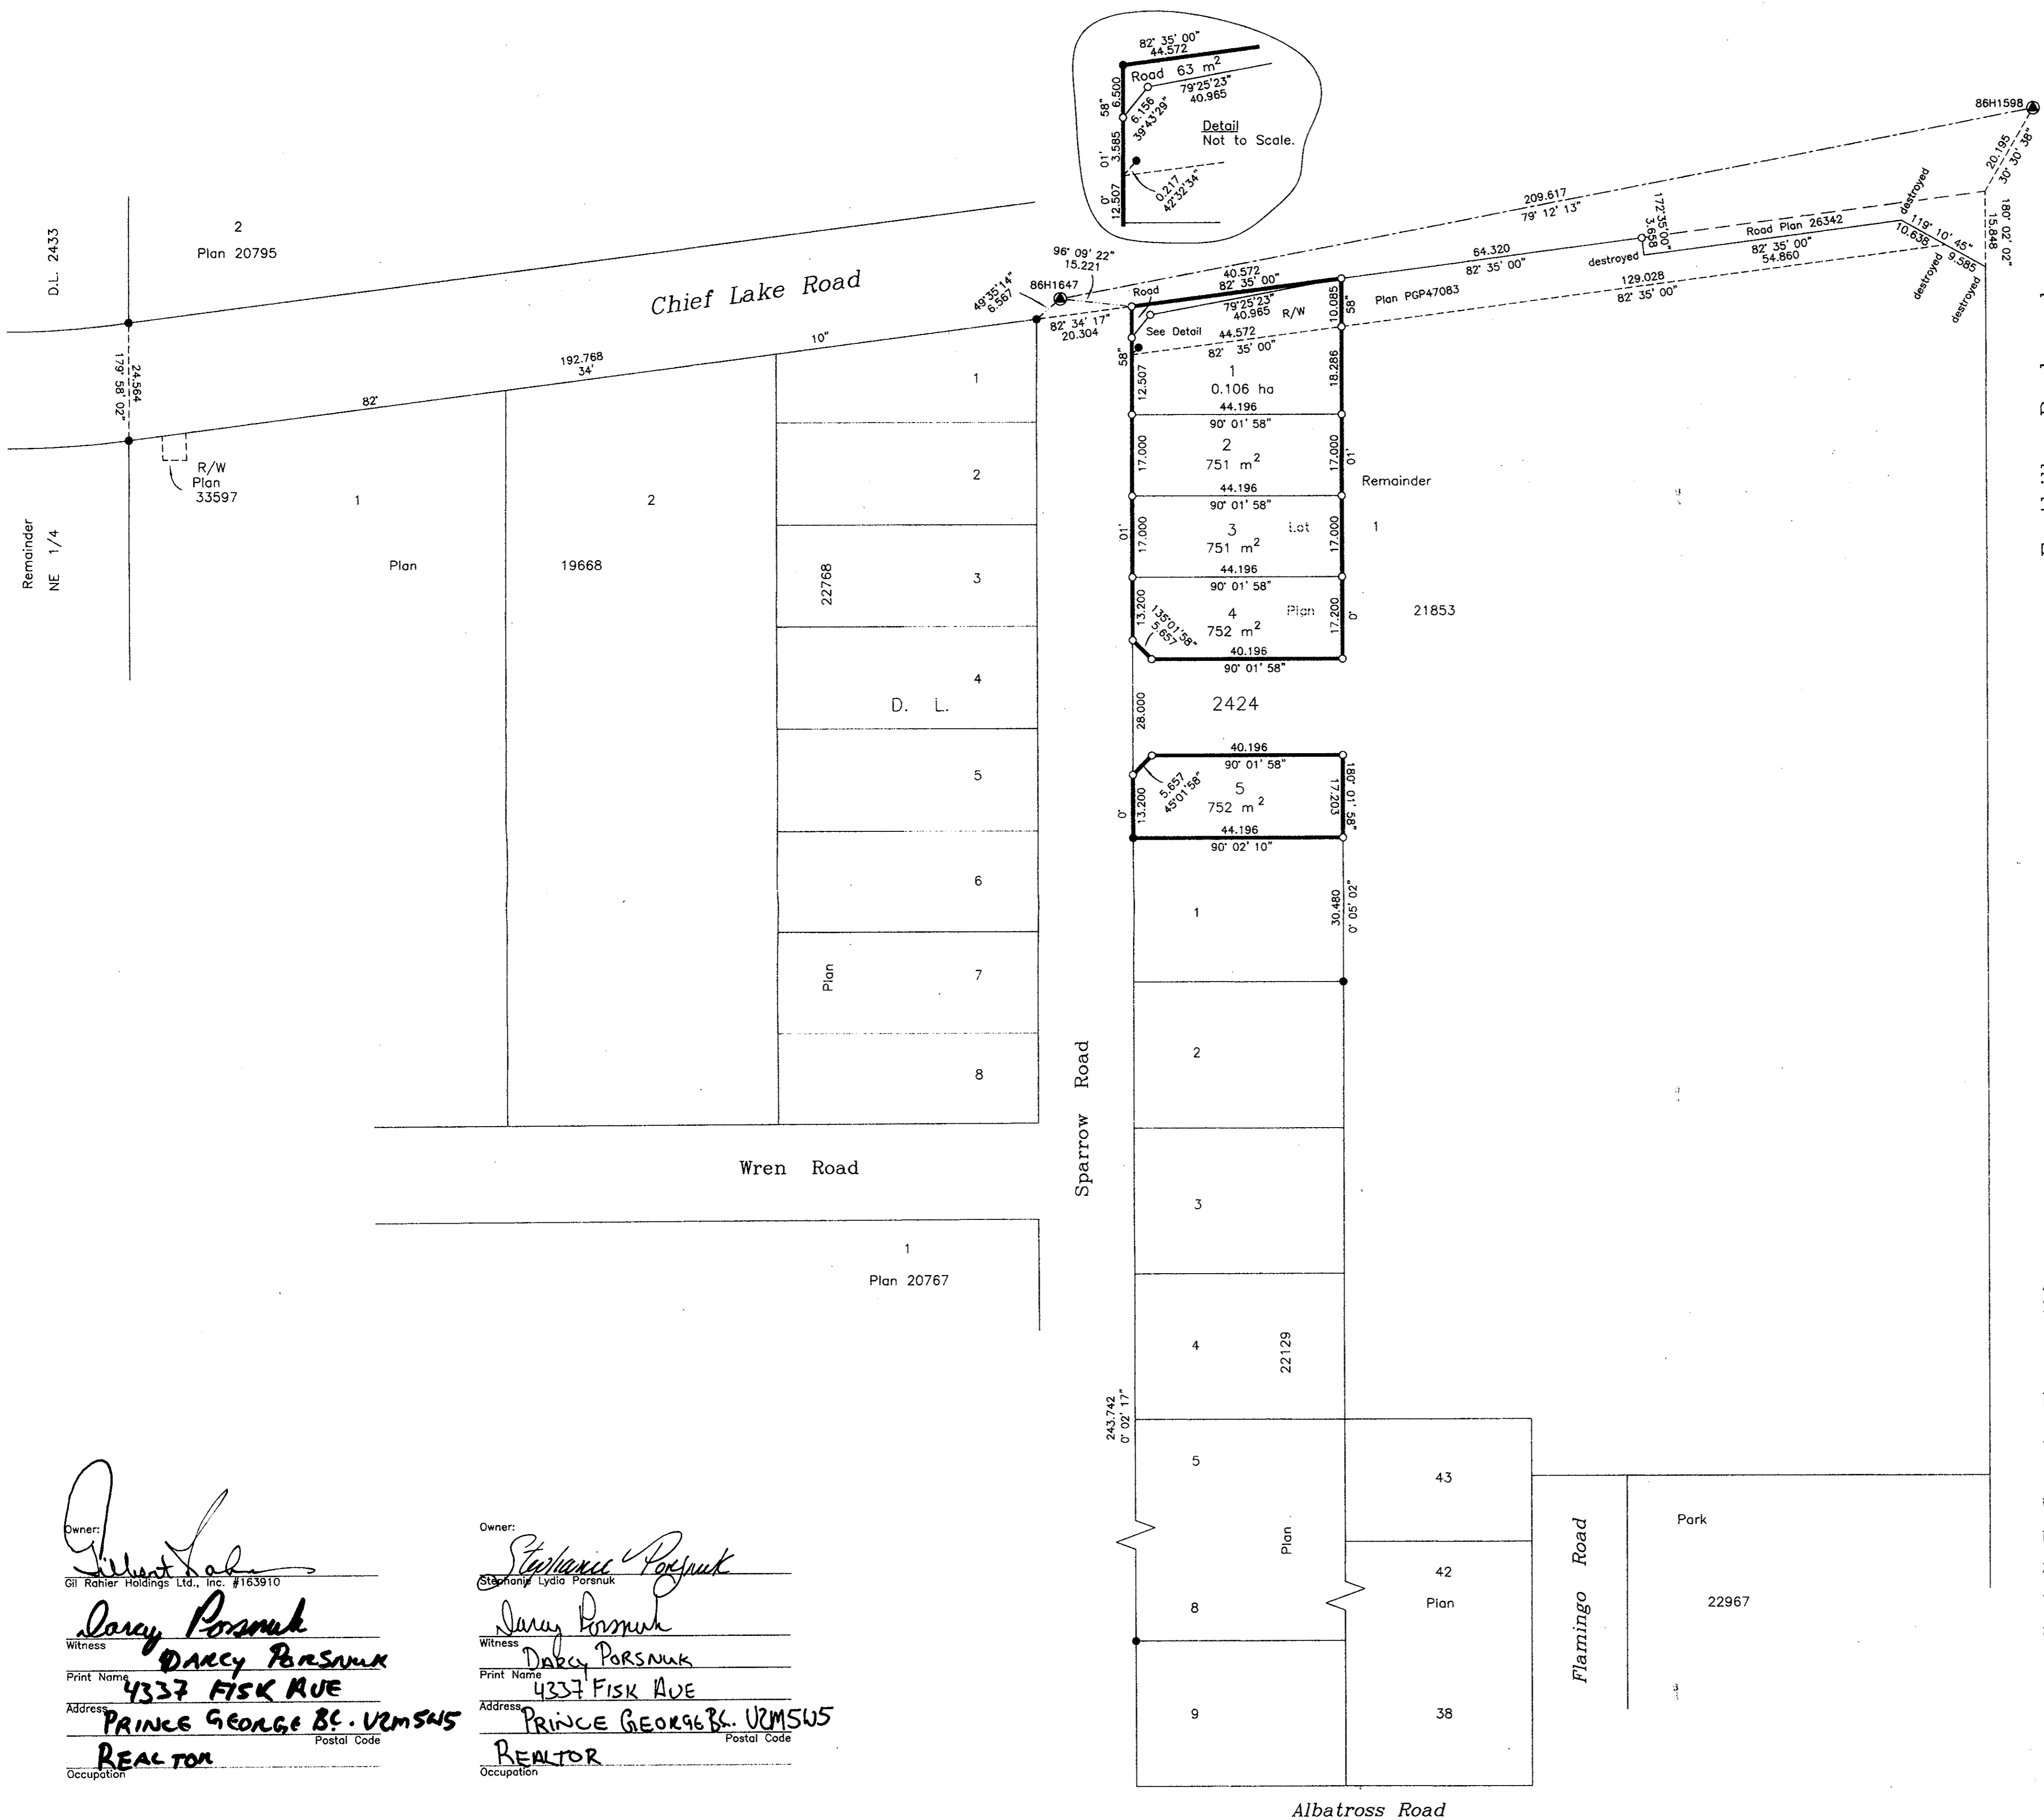 82° 35' 00"
44.572
Road 63 m2
79°25'23"
40.965
6.500
58"
6.156
39°43'29"
Detail
Not to Scale.
3.585
01'
0.217
42°32'34"
0°
12.507
86H1598
20.195
30° 30' 38"
209.617
79° 12' 13"
destroyed
172°35'00"
3.658
180° 02' 02"
15.848
D.L. 2433
2
Plan 20795
Chief Lake Road
96° 09' 22"
15.221
49°35'14"
6.567
86H1647
40.572
82° 35' 00"
Road
79°25'23"
40.965
R/W
64.320
82° 35' 00"
destroyed
Road Plan 26342
82° 35' 00"
54.860
119° 10' 45"
10.638
9.585
destroyed
destroyed
129.028
82° 35' 00"
Plan PGP47083
10.085
58"
82° 34' 17"
20.304
See Detail
44.572
82° 35' 00"
58"
24.564
179° 58' 02"
192.768
82° 34' 10"
R/W
Plan
33597
1
2
Remainder
NE 1/4
Plan
19668
22768
Plan
D. L.
1
2
3
4
5
6
7
8
1
0.106 ha
12.507
18.286
44.196
90° 01' 58"
2
751 m2
17.000
17.000
01'
44.196
90° 01' 58"
Remainder
3
751 m2
Lot
1
01'
17.000
17.000
44.196
90° 01' 58"
4
752 m2
Plan
21853
13.200
17.200
0°
135°01'58"
5.657
40.196
90° 01' 58"
28.000
2424
40.196
90° 01' 58"
5.657
45°01'58"
5
752 m2
0°
13.200
17.203
180° 01' 58"
44.196
90° 02' 10"
1
30.480
0° 05' 02"
2
3
4
22129
Sparrow Road
Wren Road
1
Plan 20767
243.742
0° 02' 17"
5
8
9
Plan
43
42
Plan
38
Flamingo Road
Park
22967
Albatross Road
Owner:
Gil Rahier Holdings Ltd., Inc. #163910
Darcy Porsnuk
Witness
DARCY PORSNUK
Print Name
4337 FISK AVE
Address
PRINCE GEORGE BC. V2M5W5
Postal Code
REALTOR
Occupation
Owner:
Stephanie Porsnuk
Stephanie Lydia Porsnuk
Darcy Porsnuk
Witness
DARCY PORSNUK
Print Name
4337 FISK AVE
Address
PRINCE GEORGE BC. V2M5W5
Postal Code
REALTOR
Occupation